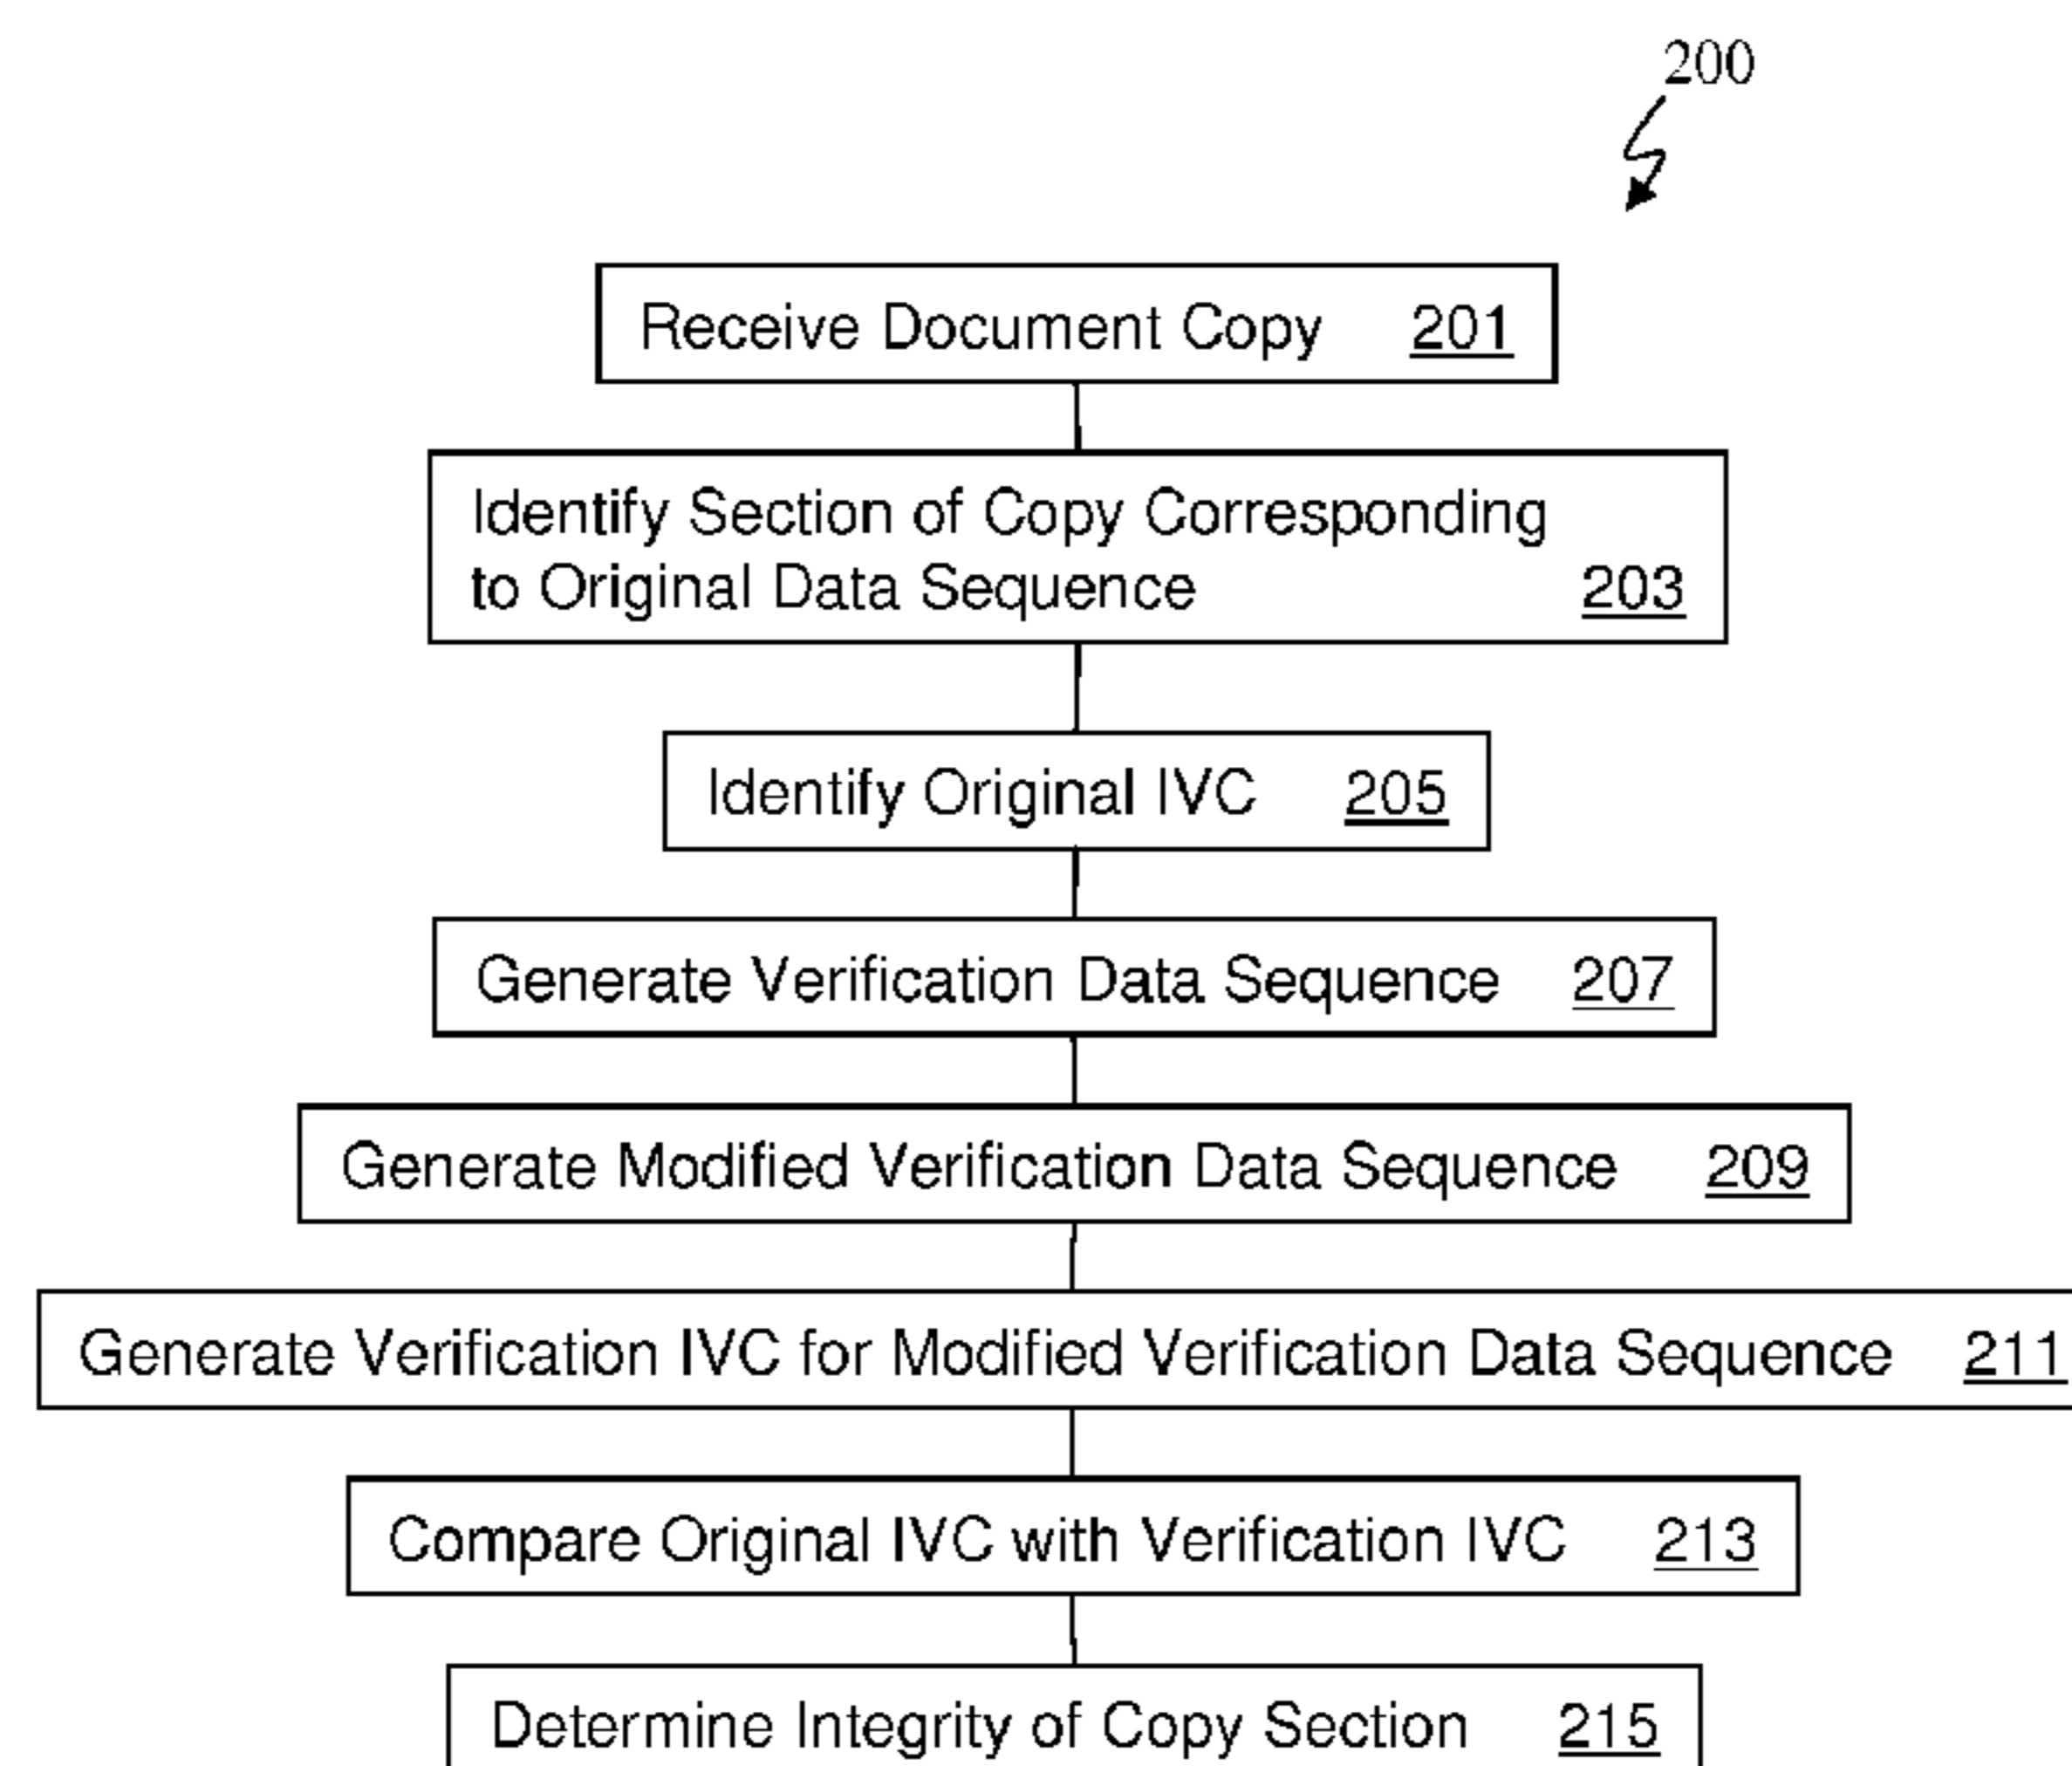 200
Receive Document Copy 201
Identify Section of Copy Corresponding
to Original Data Sequence 203
Identify Original IVC 205
Generate Verification Data Sequence 207
Generate Modified Verification Data Sequence 209
Generate Verification IVC for Modified Verification Data Sequence 211
Compare Original IVC with Verification IVC 213
Determine Integrity of Copy Section 215